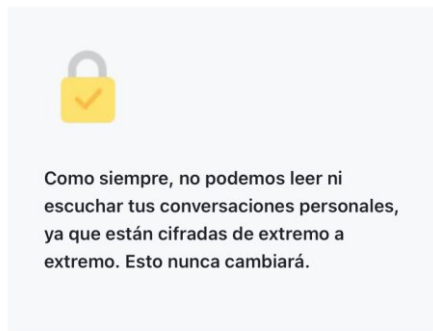 Como siempre, no podemos leer ni
escuchar tus conversaciones personales,
ya que están cifradas de extremo a
extremo. Esto nunca cambiará.